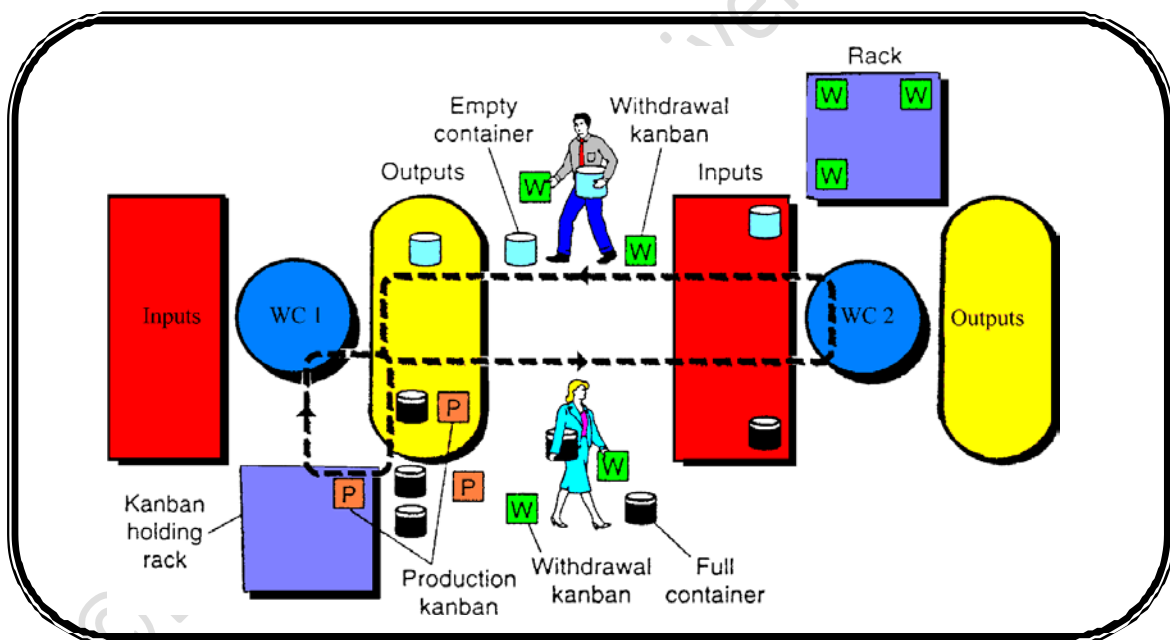 Rack
W W
W
Empty
container
Withdrawal
kanban
Outputs
W
Inputs
W
Inputs
WC 1
WC 2
Outputs
P
W
P
P
W
Kanban
holding
rack
Production
kanban
Withdrawal
kanban
Full
container